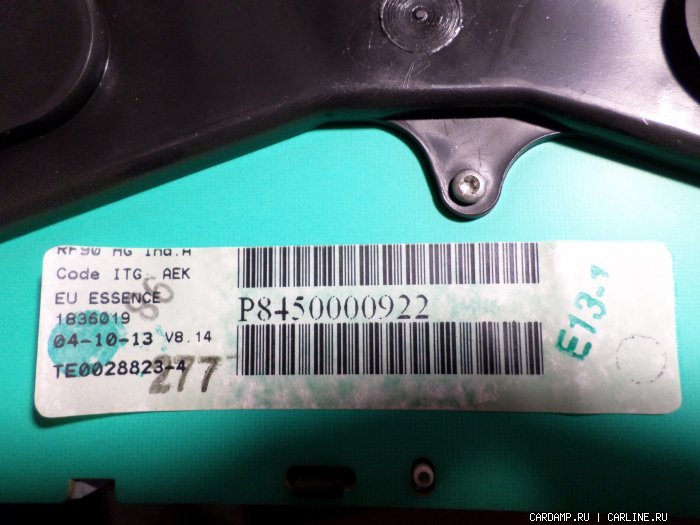 RF90 HG Ind.A
Code ITG. AEK
EU ESSENCE
1836019
04-10-13 V8.14
TE0028823-4
277
P8450000922
E13-1
CARDAMP.RU | CARLINE.RU